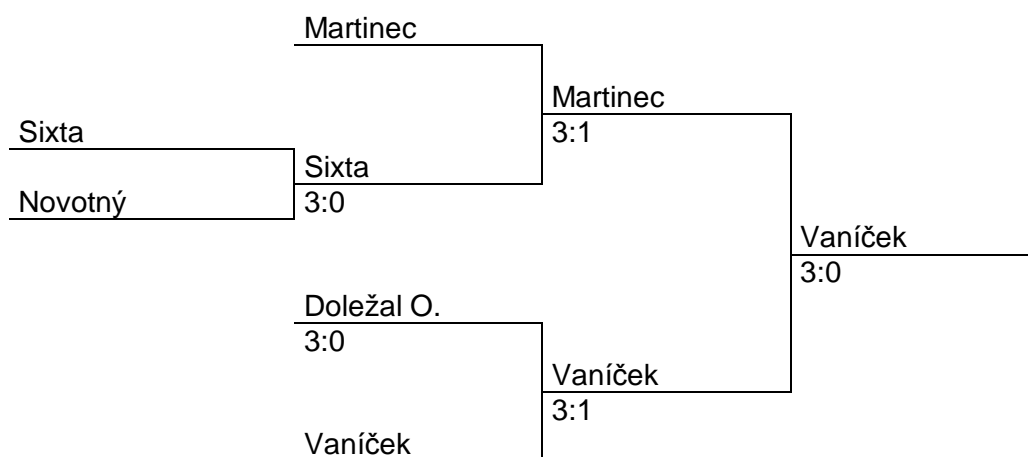 Martinec
Martinec
3:1
Sixta
Sixta
3:0
Novotný
Vaníček
3:0
Doležal O.
3:0
Vaníček
3:1
Vaníček